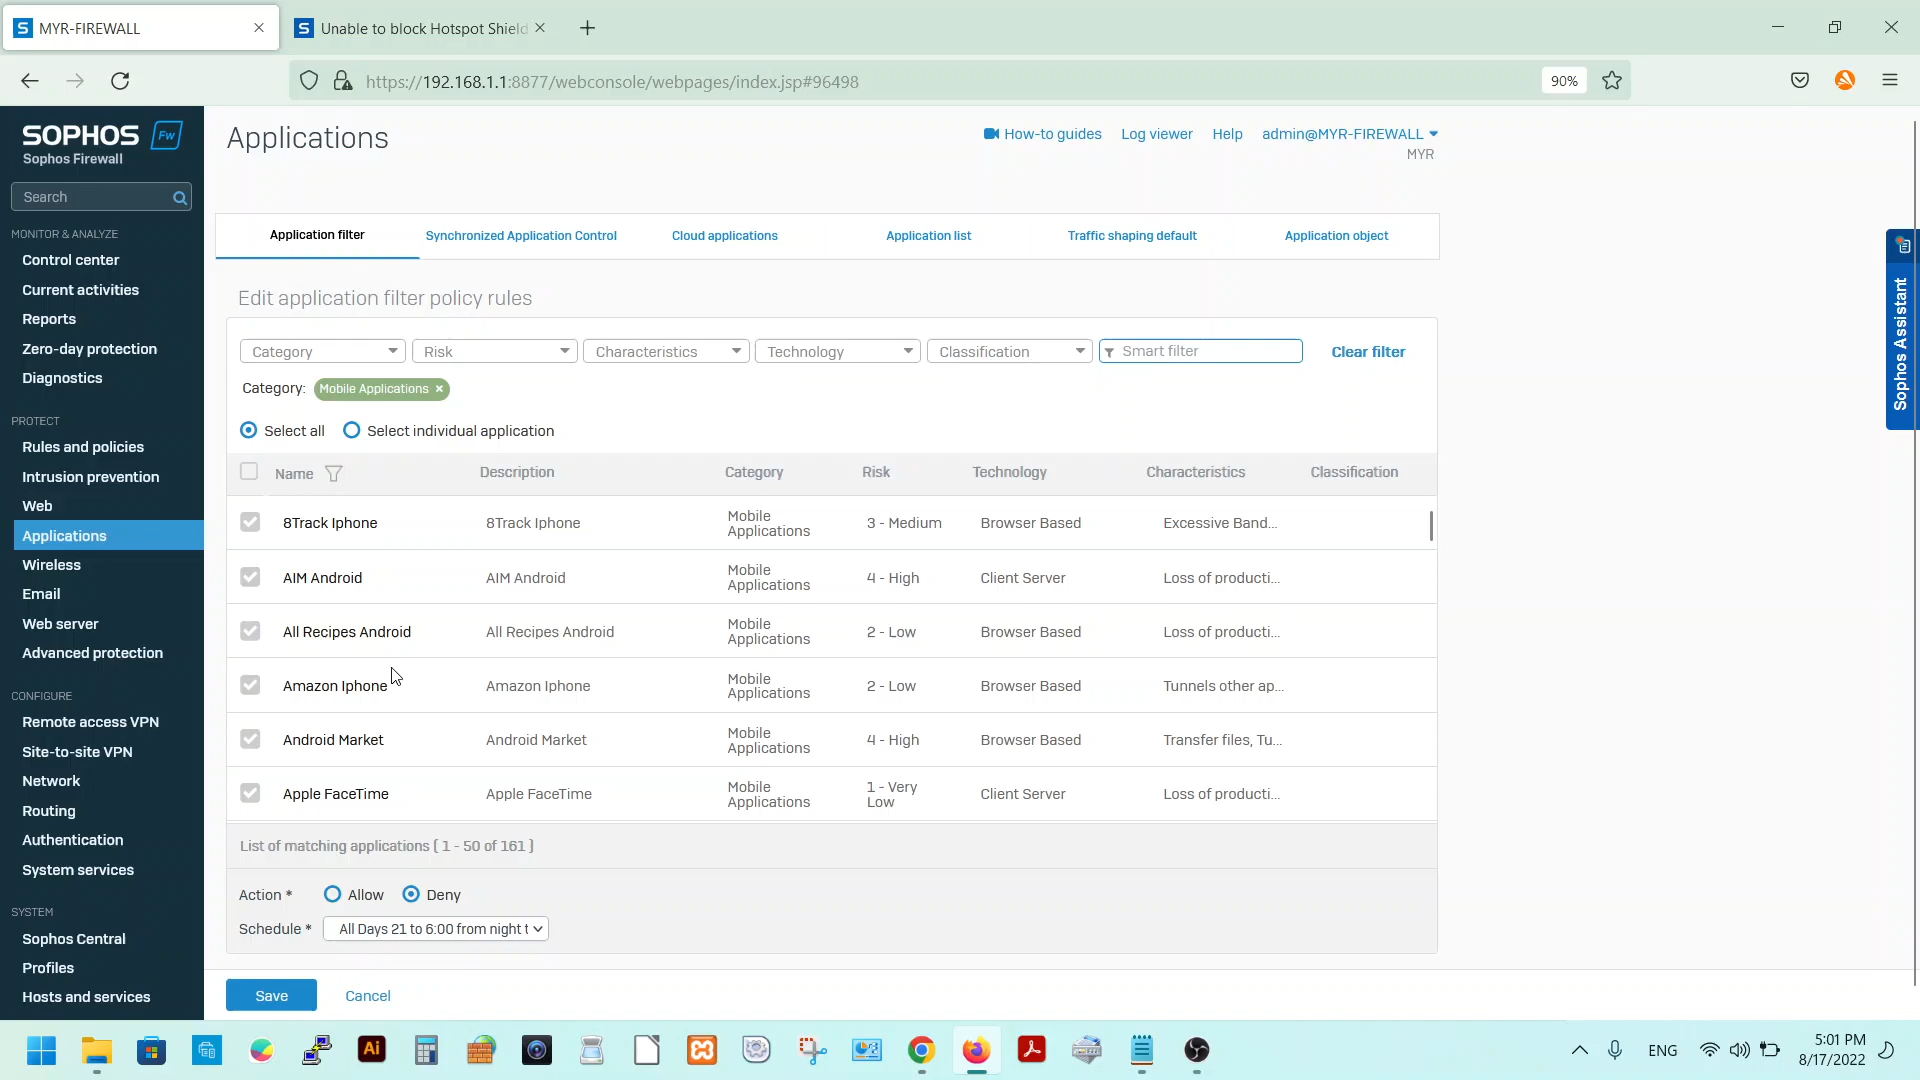 MYR-FIREWALL
Unable to block Hotspot Shield
https://192.168.1.1:8877/webconsole/webpages/index.jsp#96498
90%
SOPHOS Fw
Sophos Firewall
Search
MONITOR & ANALYZE
Control center
Current activities
Reports
Zero-day protection
Diagnostics
PROTECT
Rules and policies
Intrusion prevention
Web
Applications
Wireless
Email
Web server
Advanced protection
CONFIGURE
Remote access VPN
Site-to-site VPN
Network
Routing
Authentication
System services
SYSTEM
Sophos Central
Profiles
Hosts and services
Applications
How-to guides Log viewer Help admin@MYR-FIREWALL
MYR
Application filter Synchronized Application Control Cloud applications Application list Traffic shaping default Application object
Edit application filter policy rules
Category Risk Characteristics Technology Classification Smart filter Clear filter
Category: Mobile Applications ×
Select all Select individual application
Name Description Category Risk Technology Characteristics Classification
8Track Iphone 8Track Iphone Mobile Applications 3 - Medium Browser Based Excessive Band...
AIM Android AIM Android Mobile Applications 4 - High Client Server Loss of producti...
All Recipes Android All Recipes Android Mobile Applications 2 - Low Browser Based Loss of producti...
Amazon Iphone Amazon Iphone Mobile Applications 2 - Low Browser Based Tunnels other ap...
Android Market Android Market Mobile Applications 4 - High Browser Based Transfer files, Tu...
Apple FaceTime Apple FaceTime Mobile Applications 1 - Very Low Client Server Loss of producti...
List of matching applications [ 1 - 50 of 161 ]
Action * Allow Deny
Schedule * All Days 21 to 6:00 from night t
Save Cancel
Sophos Assistant
Ai
ENG
5:01 PM
8/17/2022